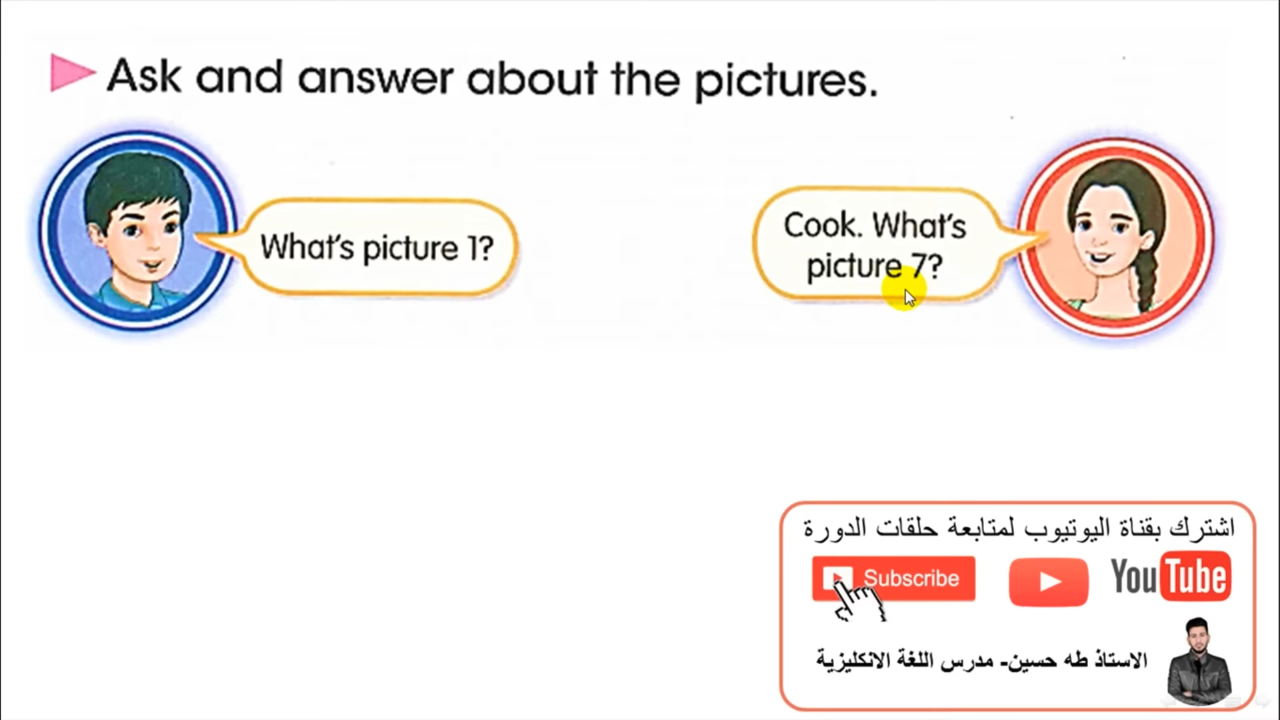 Ask and answer about the pictures.
What's picture 1?
Cook. What's
picture 7?
اشترك بقناة اليوتيوب لمتابعة حلقات الدورة
Subscribe
YouTube
الاستاذ طه حسين- مدرس اللغة الانكليزية